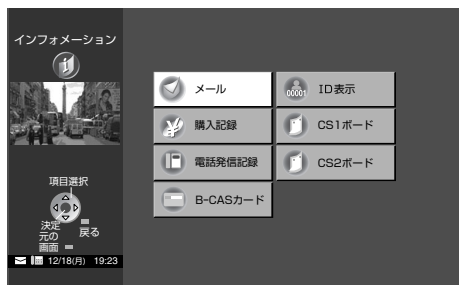 インフォメーション
メール
ID表示
00001
購入記録
CS1ボード
電話発信記録
CS2ボード
B-CASカード
項目選択
決定
戻る
元の
画面
12/18(月) 19:23